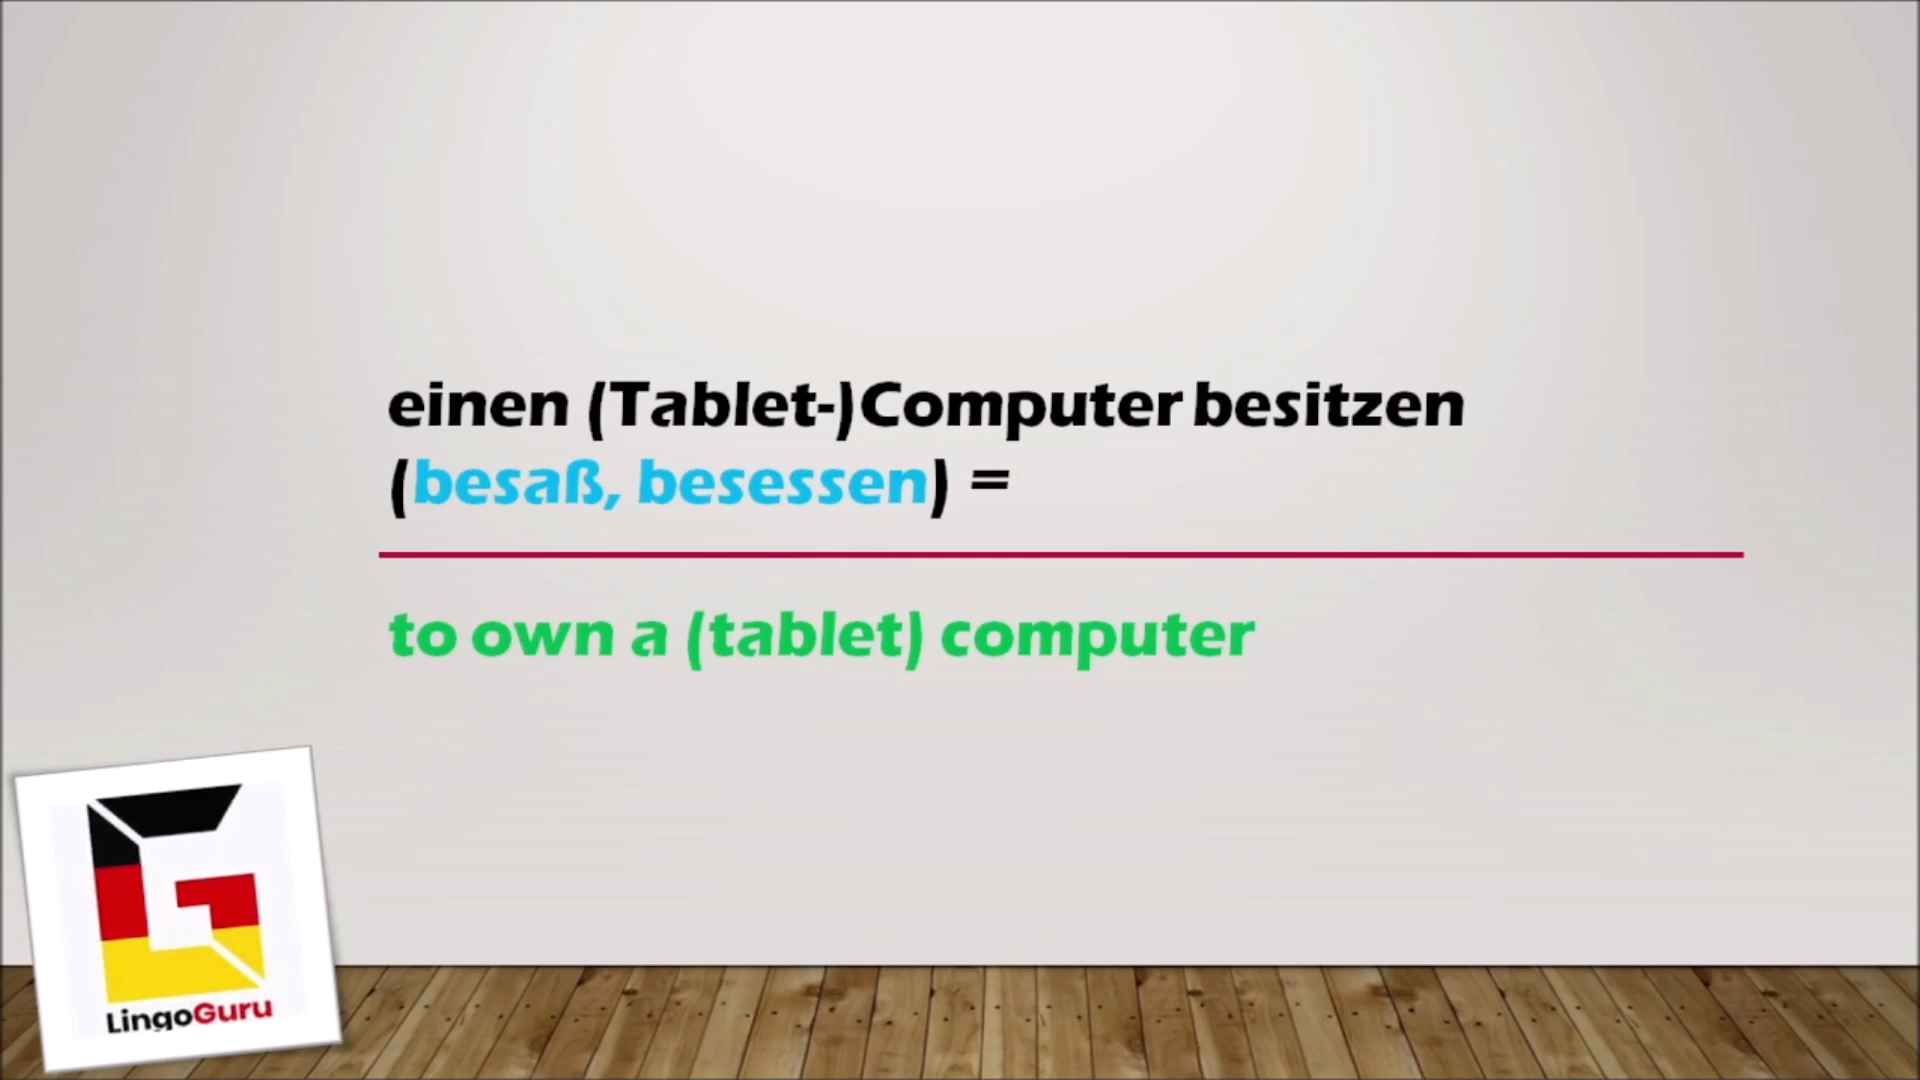 einen (Tablet-)Computer besitzen
(besaß, besessen) =
to own a (tablet) computer
LingoGuru